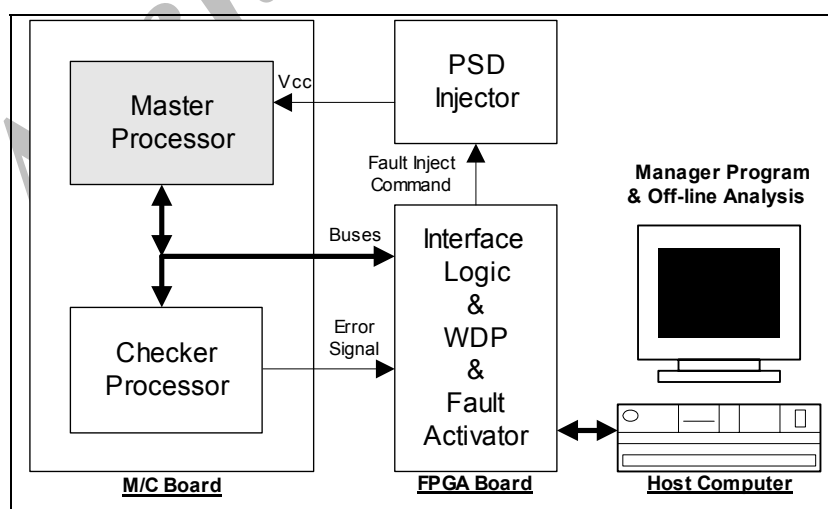 Master
Processor
Vcc
PSD
Injector
Fault Inject
Command
Manager Program
& Off-line Analysis
Buses
Interface
Logic
&
WDP
&
Fault
Activator
Checker
Processor
Error
Signal
M/C Board
FPGA Board
Host Computer